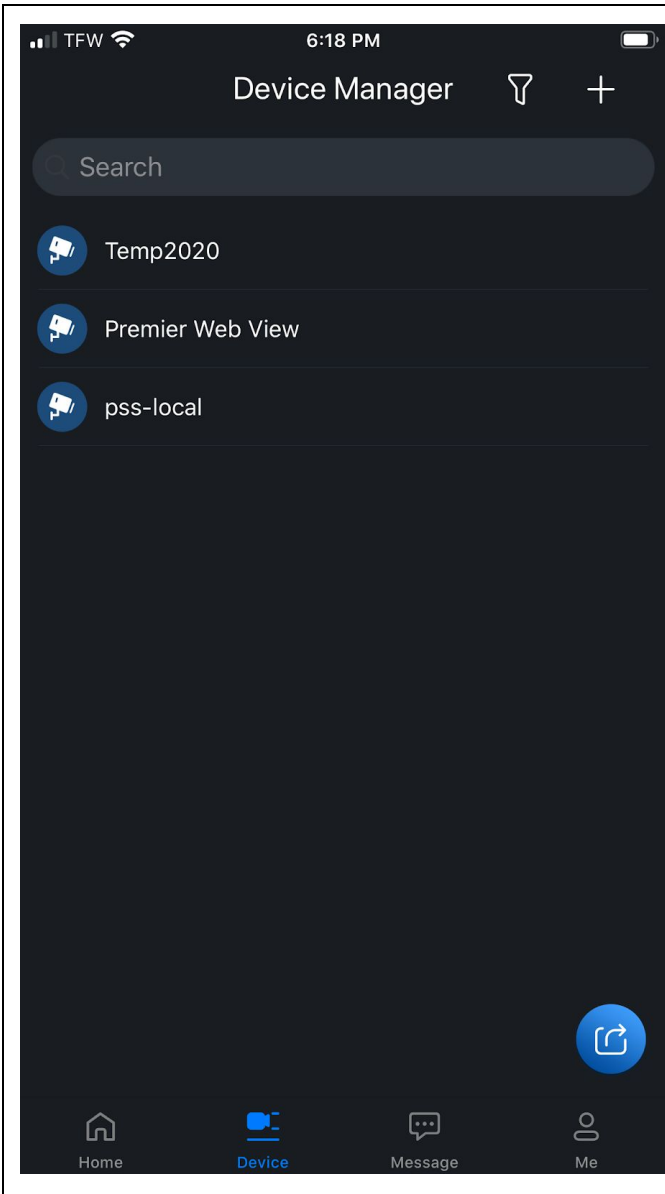 TFW 6:18 PM
Device Manager
Search
Temp2020
Premier Web View
pss-local
Home Device Message Me